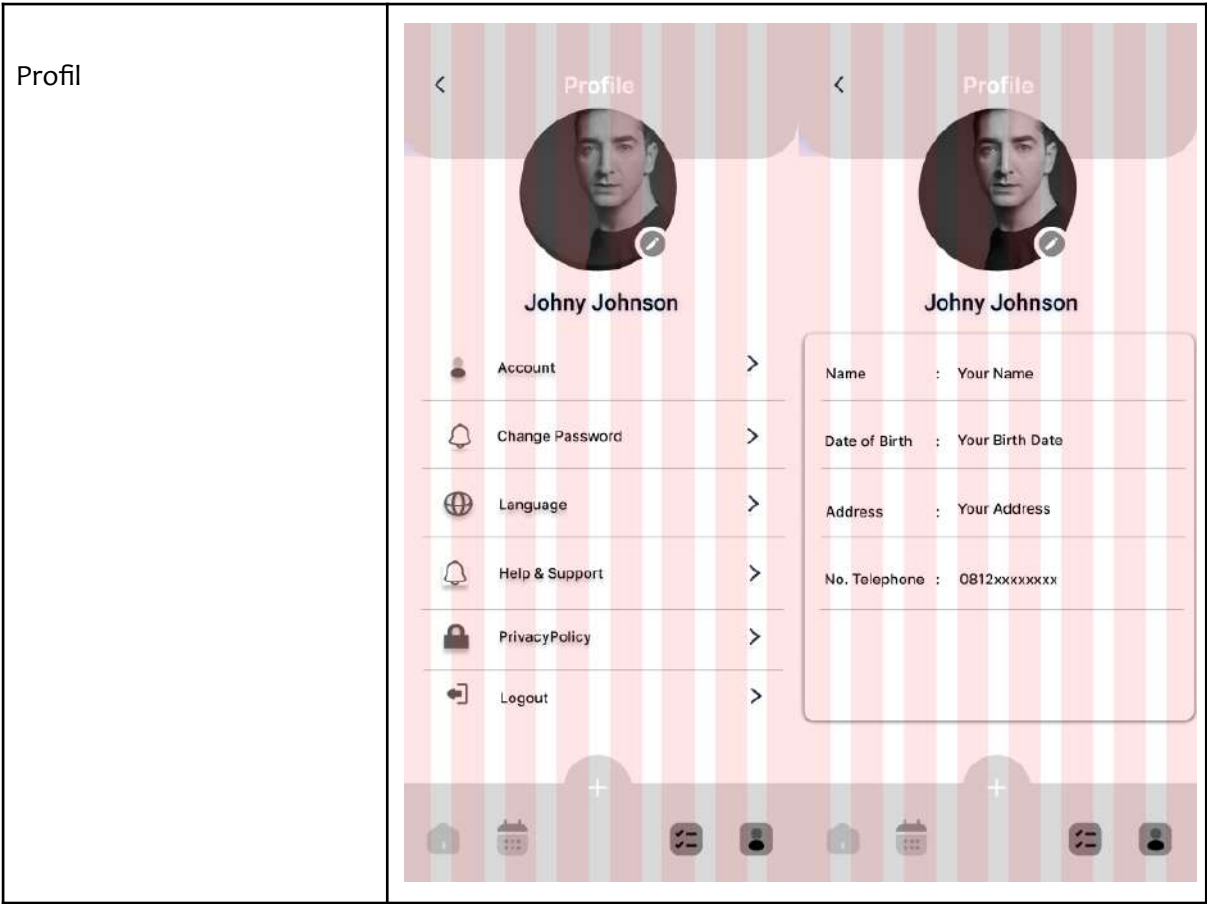 Profil
Profile
Johny Johnson
Account
Change Password
Language
Help & Support
PrivacyPolicy
Logout
Profile
Johny Johnson
Name : Your Name
Date of Birth : Your Birth Date
Address : Your Address
No. Telephone : 0812xxxxxxxx